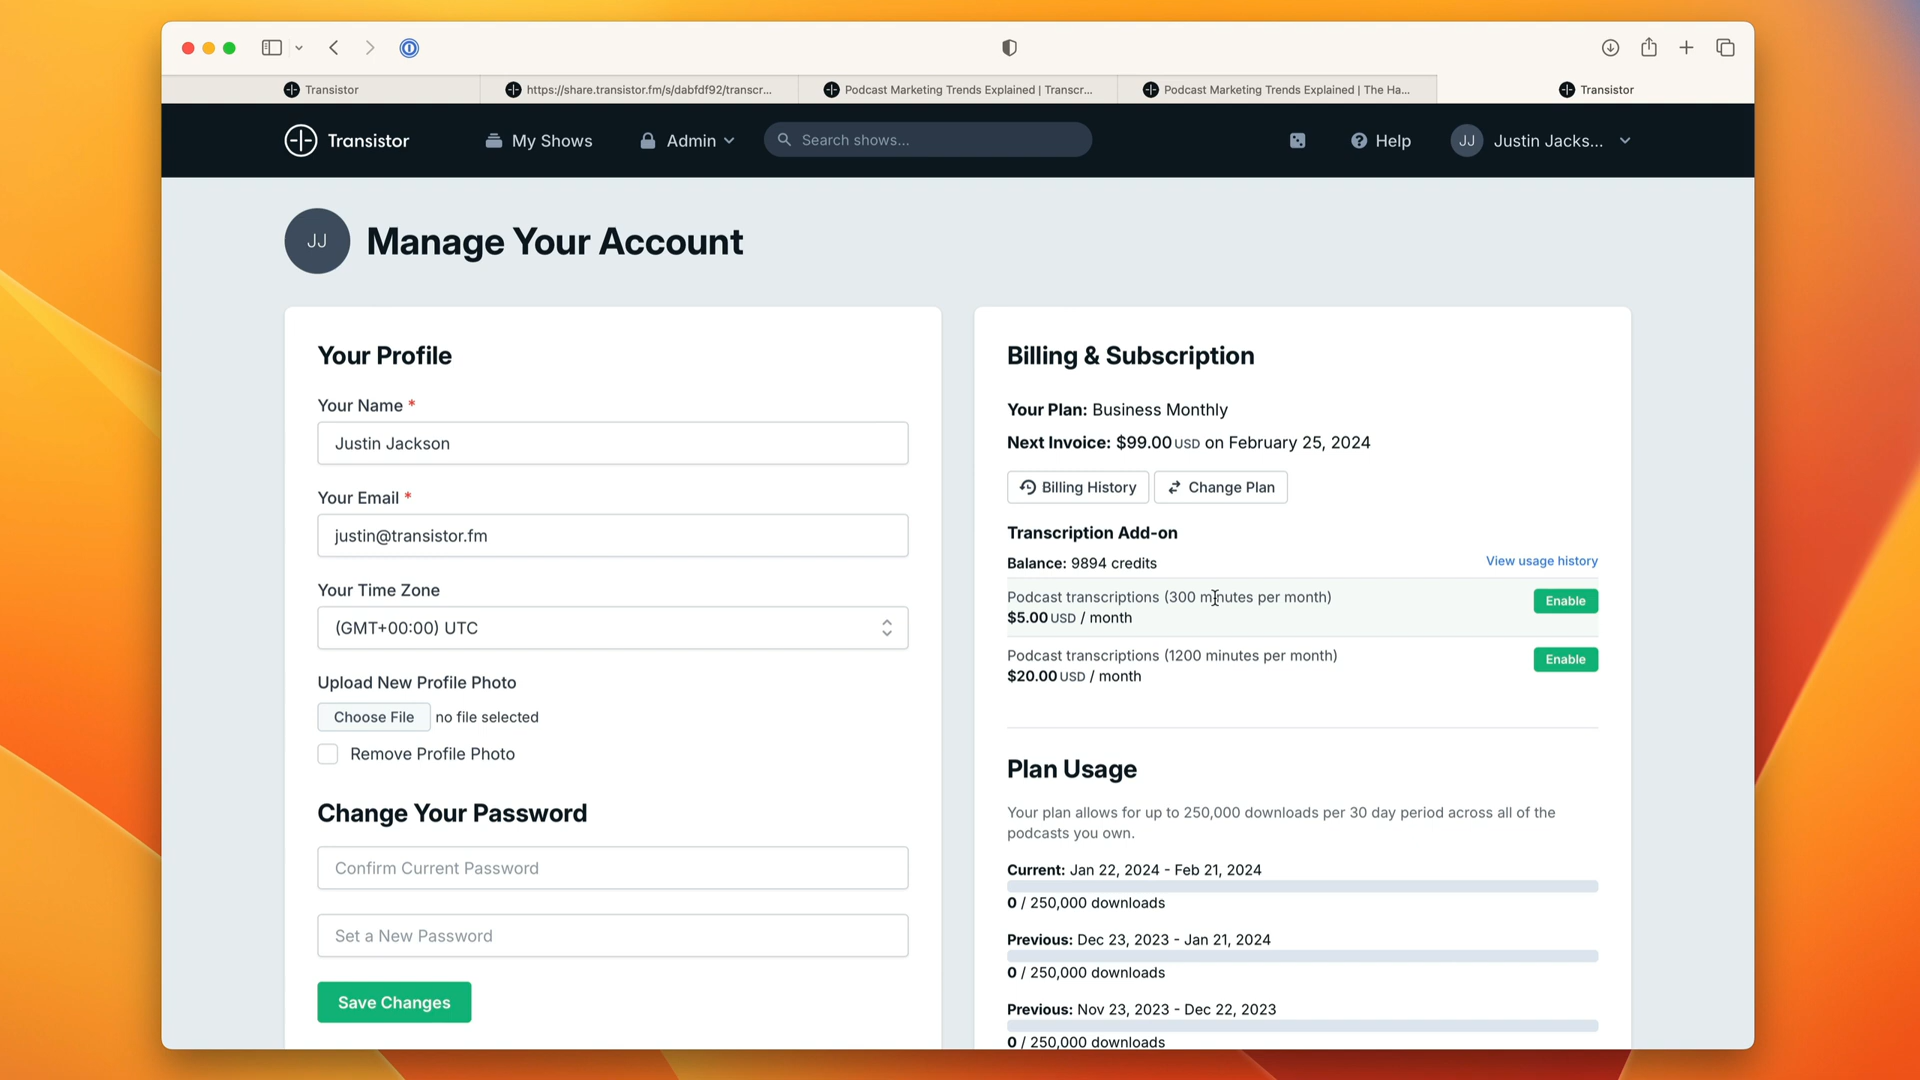 Transistor
https://share.transistor.fm/s/dabfdf92/transcr...
Podcast Marketing Trends Explained | Transcr...
Podcast Marketing Trends Explained | The Ha...
Transistor
Transistor
My Shows
Admin
Search shows...
Help
JJ
Justin Jacks...
JJ
Manage Your Account
Your Profile
Your Name *
Justin Jackson
Your Email *
justin@transistor.fm
Your Time Zone
(GMT+00:00) UTC
Upload New Profile Photo
Choose File no file selected
Remove Profile Photo
Change Your Password
Confirm Current Password
Set a New Password
Save Changes
Billing & Subscription
Your Plan: Business Monthly
Next Invoice: $99.00 USD on February 25, 2024
Billing History
Change Plan
Transcription Add-on
Balance: 9894 credits
View usage history
Podcast transcriptions (300 minutes per month)
$5.00 USD / month
Enable
Podcast transcriptions (1200 minutes per month)
$20.00 USD / month
Enable
Plan Usage
Your plan allows for up to 250,000 downloads per 30 day period across all of the
podcasts you own.
Current: Jan 22, 2024 - Feb 21, 2024
0 / 250,000 downloads
Previous: Dec 23, 2023 - Jan 21, 2024
0 / 250,000 downloads
Previous: Nov 23, 2023 - Dec 22, 2023
0 / 250,000 downloads